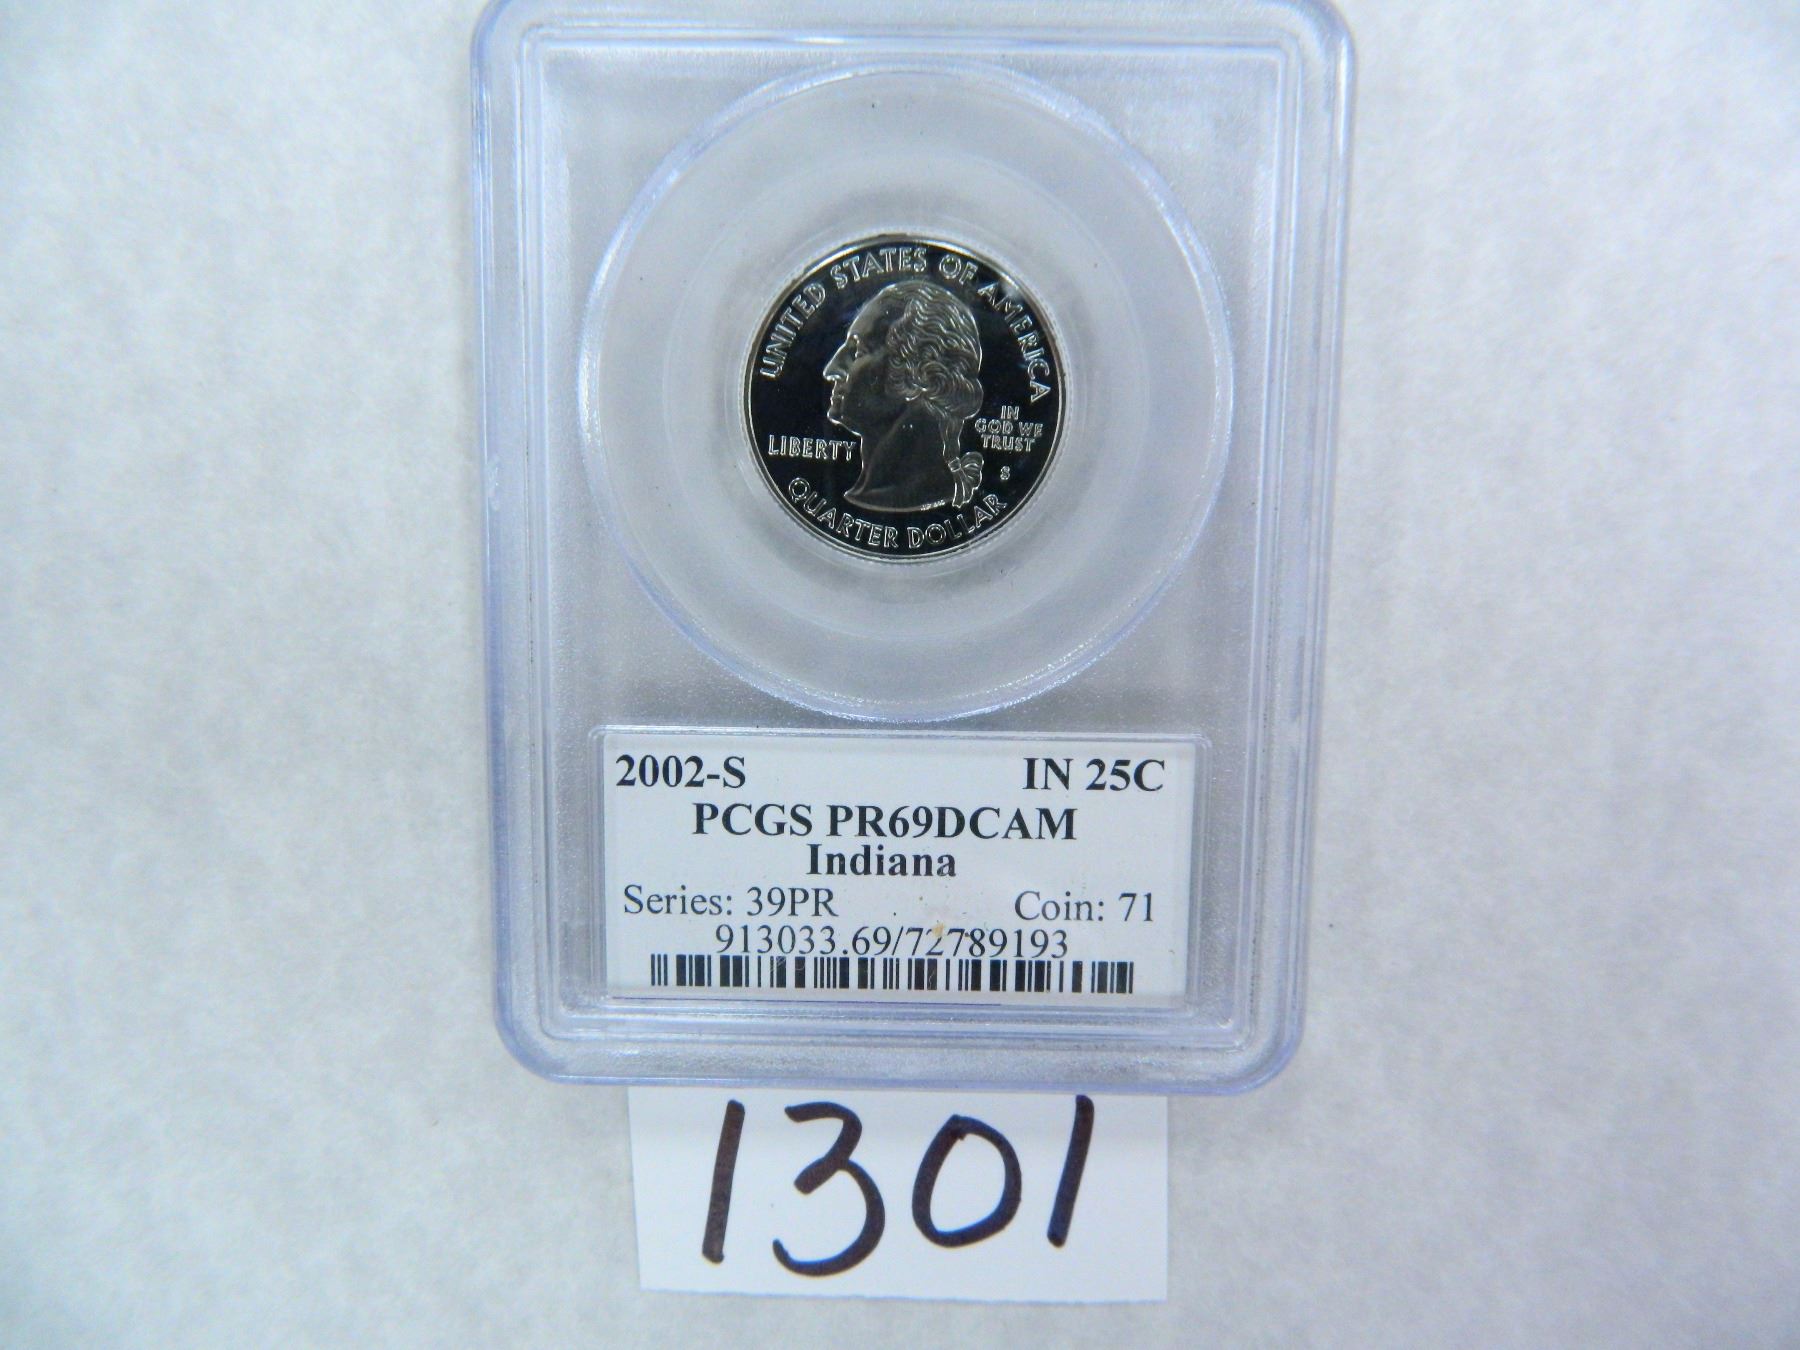 UNITED STATES OF AMERICA
LIBERTY
IN
GOD WE
TRUST
S
QUARTER DOLLAR
2002-S IN 25C
PCGS PR69DCAM
Indiana
Series: 39PR Coin: 71
913033.69/72789193
1301